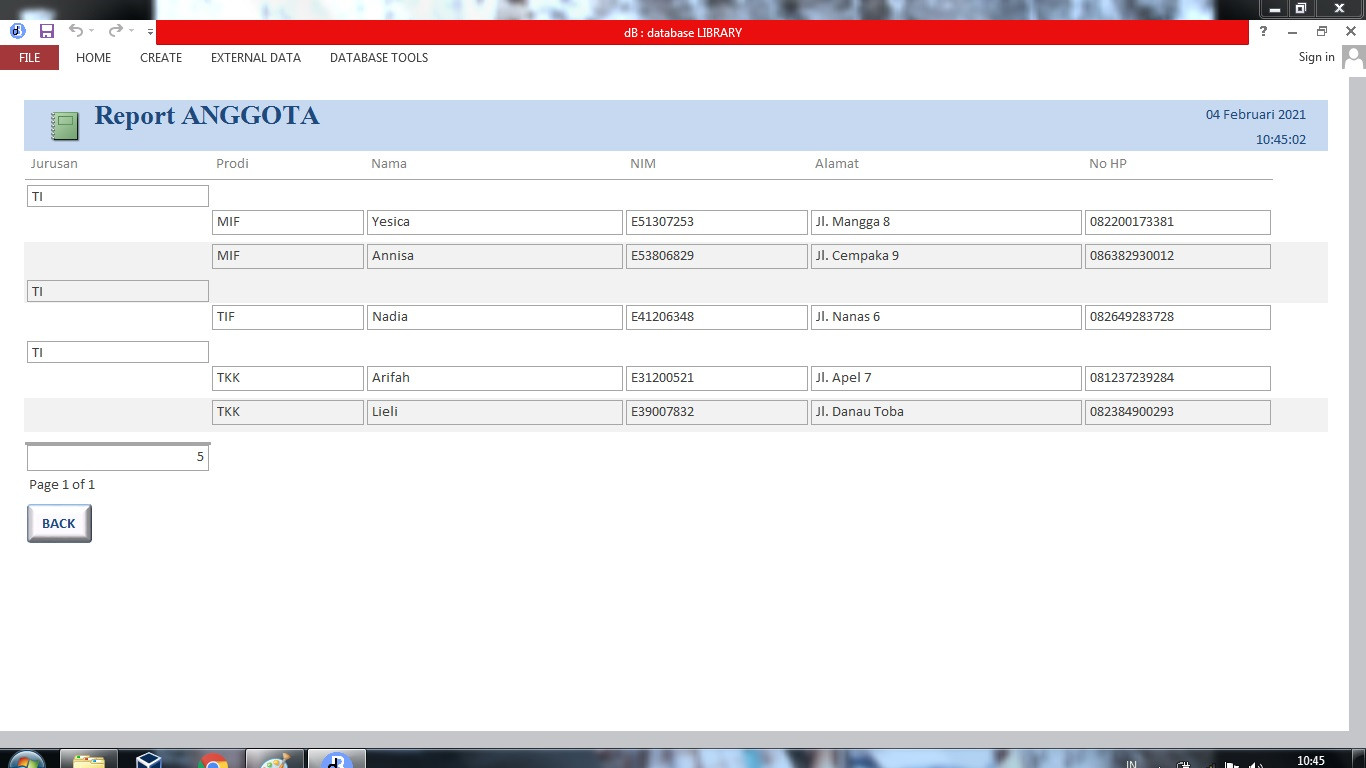 dB : database LIBRARY
FILE HOME CREATE EXTERNAL DATA DATABASE TOOLS Sign in
Report ANGGOTA 04 Februari 2021
10:45:02
Jurusan Prodi Nama NIM Alamat No HP
TI
MIF Yesica E51307253 Jl. Mangga 8 082200173381
MIF Annisa E53806829 Jl. Cempaka 9 086382930012
TI
TIF Nadia E41206348 Jl. Nanas 6 082649283728
TI
TKK Arifah E31200521 Jl. Apel 7 081237239284
TKK Lieli E39007832 Jl. Danau Toba 082384900293
5
Page 1 of 1
BACK
IN 10:45